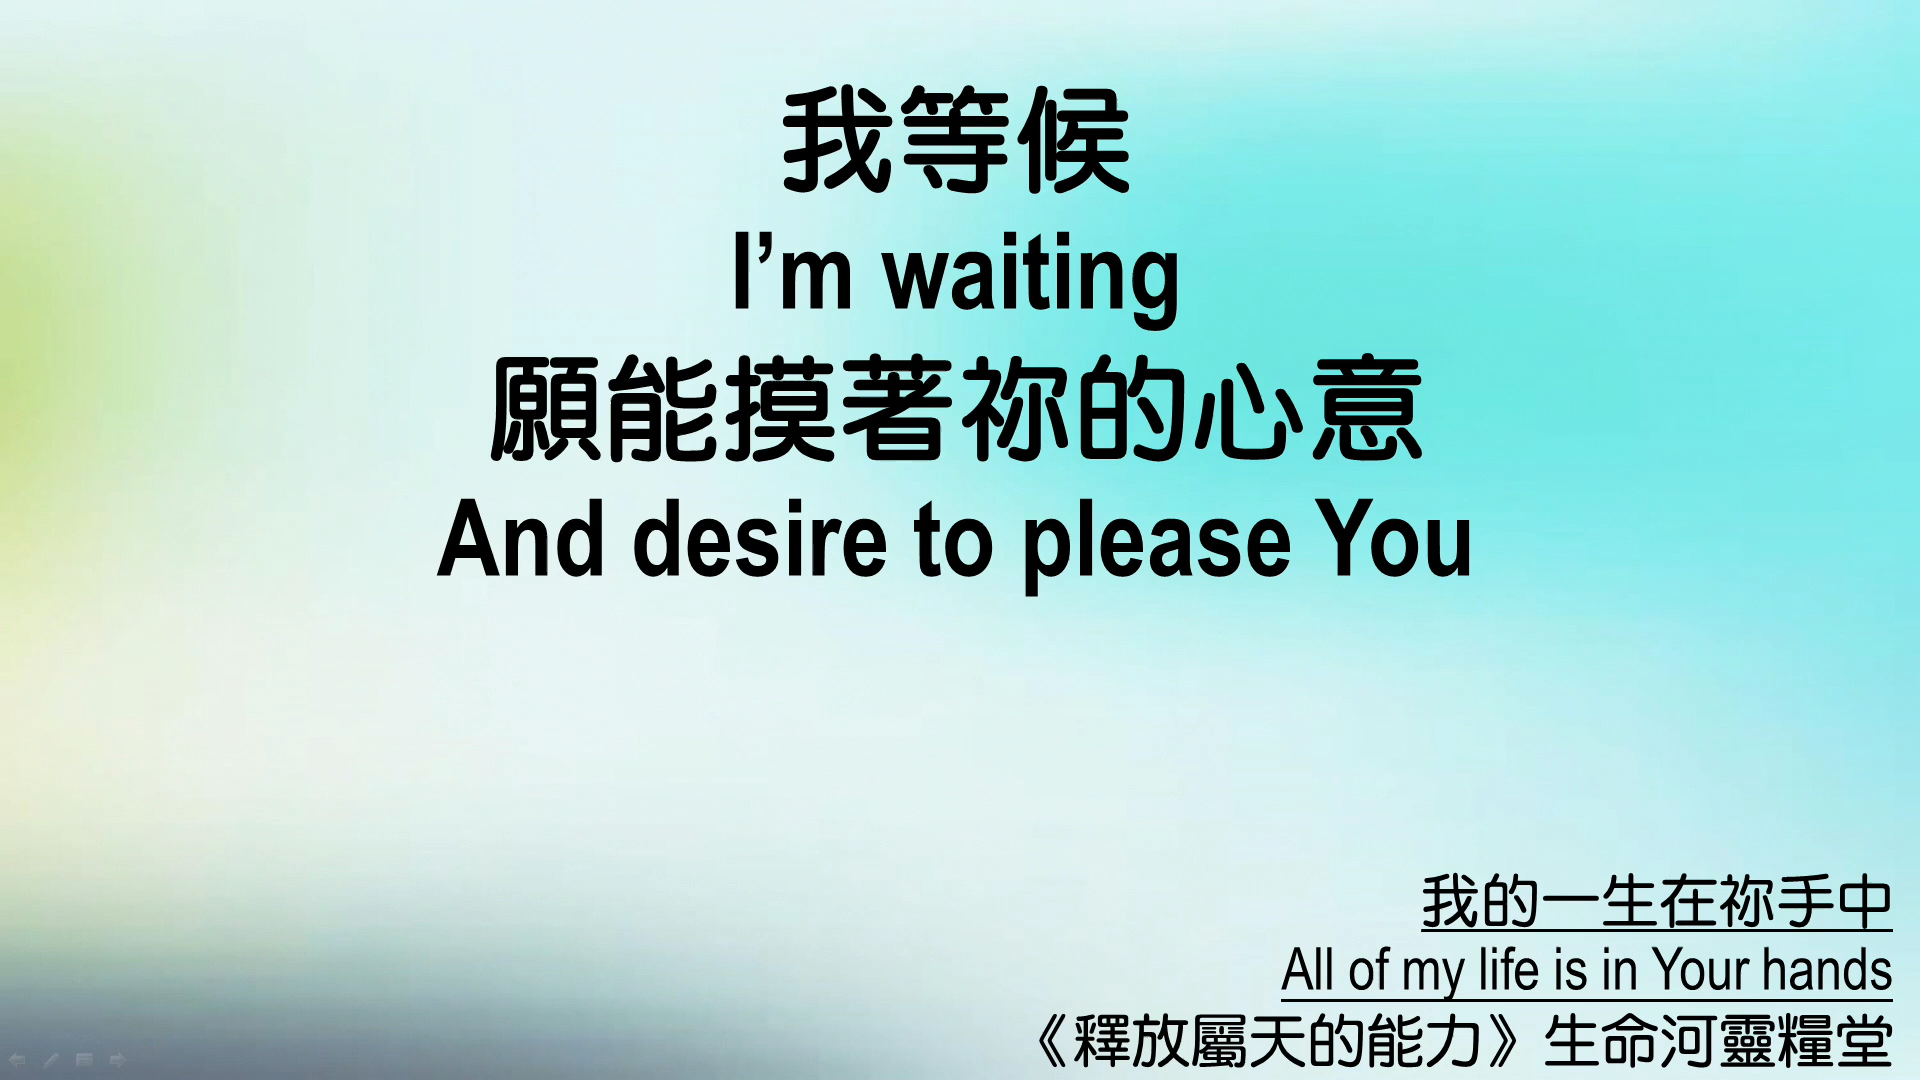 我等候
I’m waiting
願能摸著祢的心意
And desire to please You
我的一生在祢手中
All of my life is in Your hands
《釋放屬天的能力》生命河靈糧堂